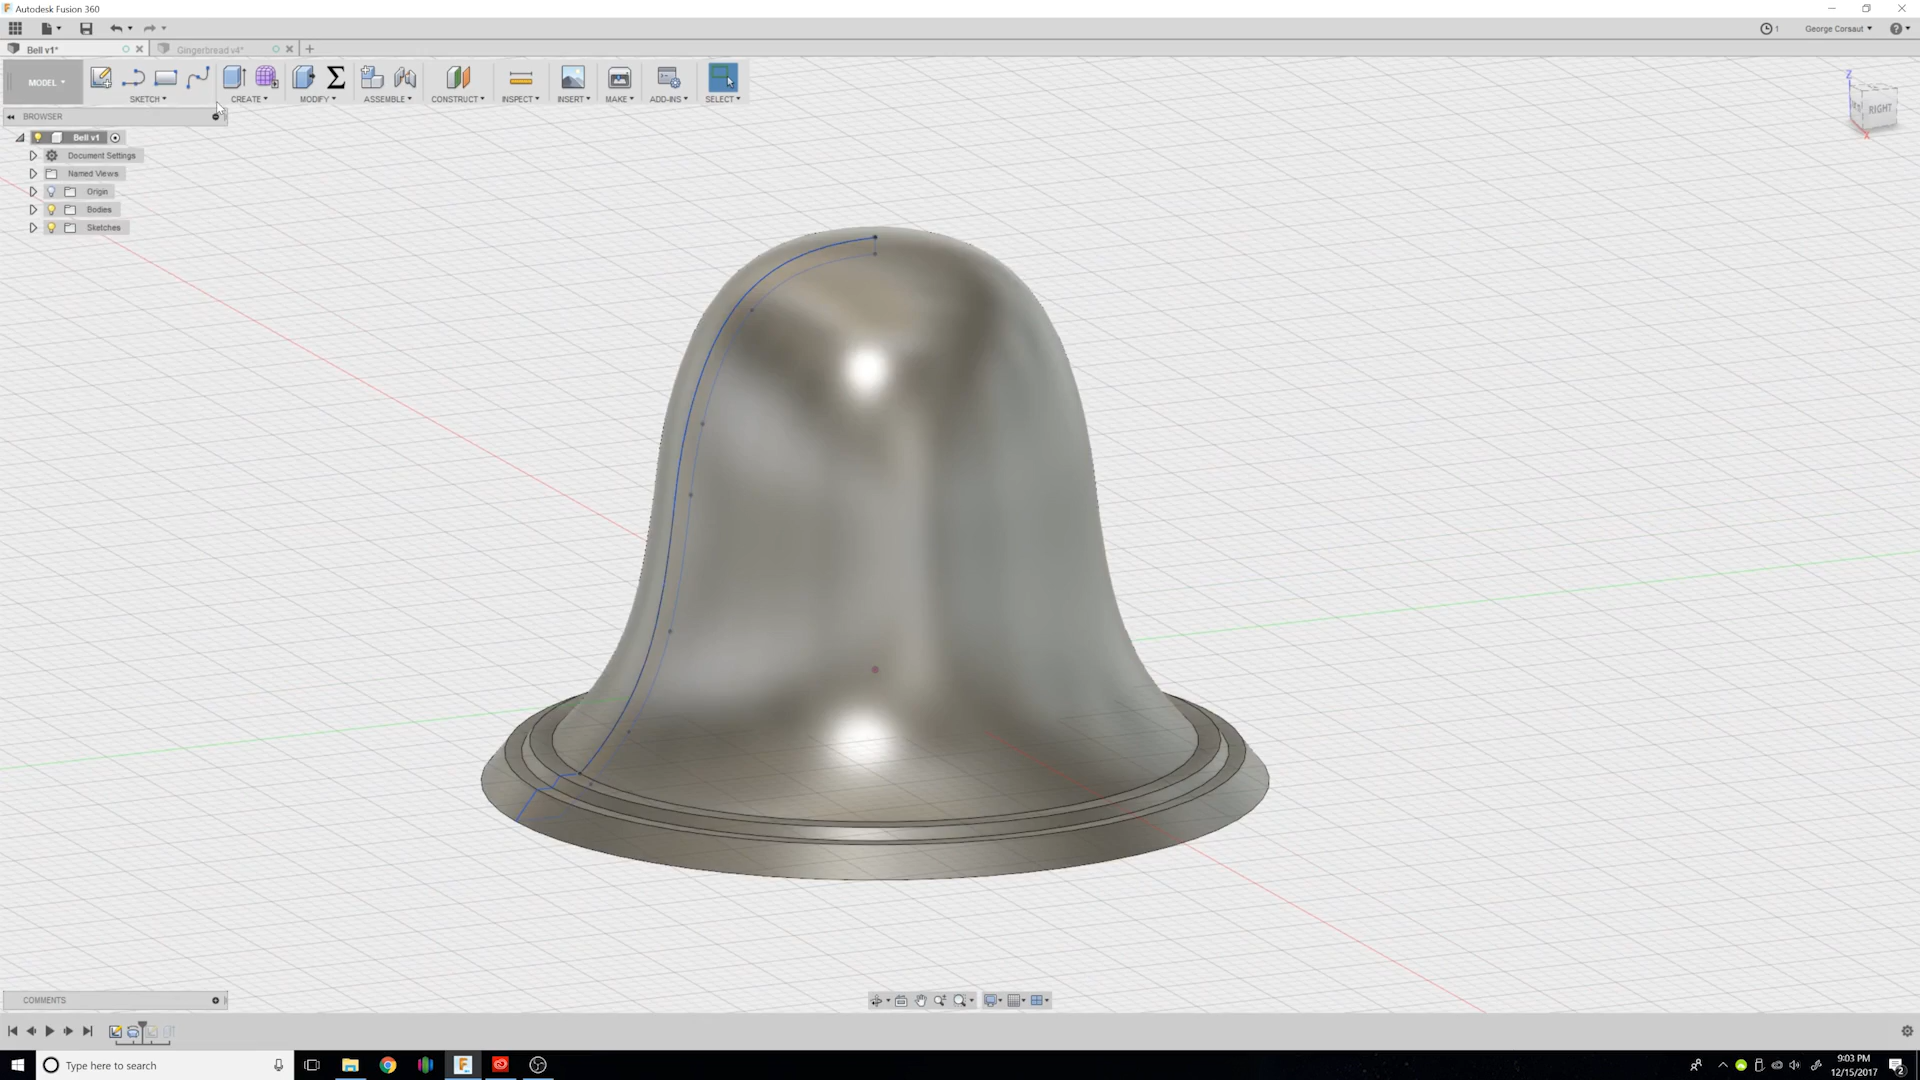 Autodesk Fusion 360
1
George Corsaut
Bell v1*
Gingerbread v4*
MODEL
SKETCH
CREATE
MODIFY
ASSEMBLE
CONSTRUCT
INSPECT
INSERT
MAKE
ADD-INS
SELECT
Z
RIGHT
X
BROWSER
Bell v1
Document Settings
Named Views
Origin
Bodies
Sketches
COMMENTS
Type here to search
9:03 PM
12/15/2017
2